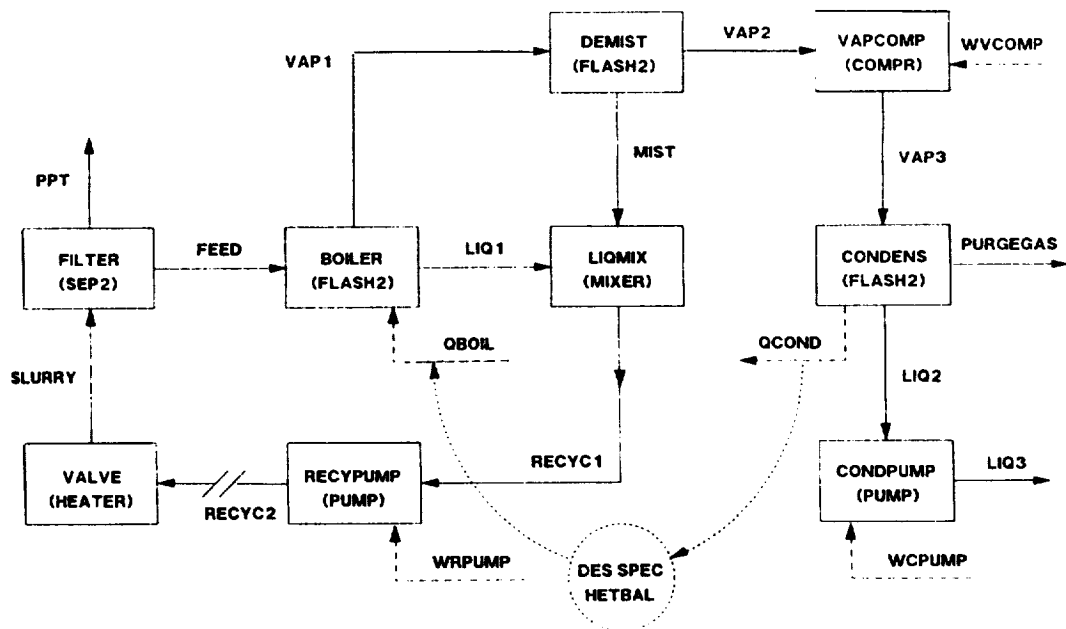 DEMIST
(FLASH2)
VAP2
VAPCOMP
(COMPR)
WVCOMP
VAP1
MIST
VAP3
PPT
FILTER
(SEP2)
FEED
BOILER
(FLASH2)
LIQ1
LIQMIX
(MIXER)
CONDENS
(FLASH2)
PURGEGAS
QBOIL
QCOND
SLURRY
LIQ2
VALVE
(HEATER)
RECYC2
RECYPUMP
(PUMP)
RECYC1
CONDPUMP
(PUMP)
LIQ3
WRPUMP
DES SPEC
HETBAL
WCPUMP